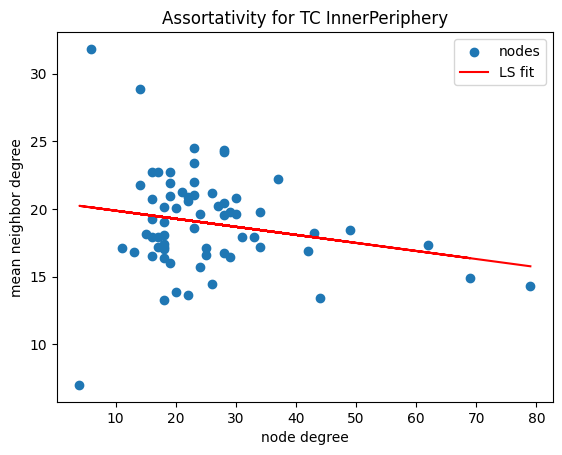 Assortativity for TC InnerPeriphery
nodes
LS fit
mean neighbor degree
30
25
20
15
10
10 20 30 40 50 60 70 80
node degree